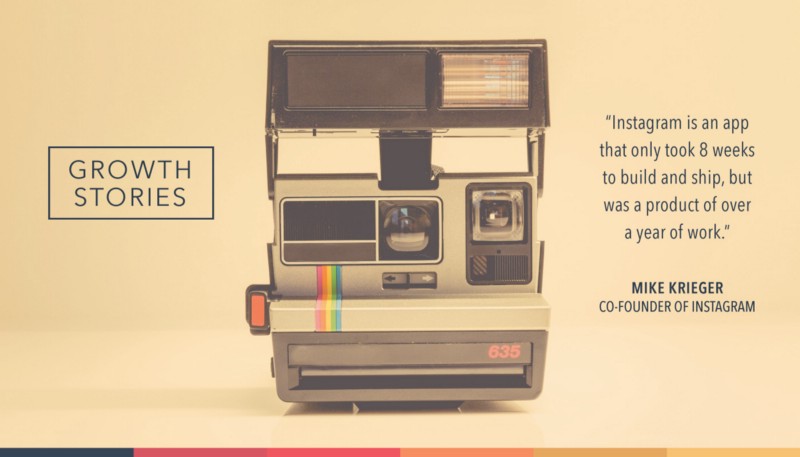 GROWTH
STORIES
“Instagram is an app
that only took 8 weeks
to build and ship, but
was a product of over
a year of work.”
MIKE KRIEGER
CO-FOUNDER OF INSTAGRAM
635